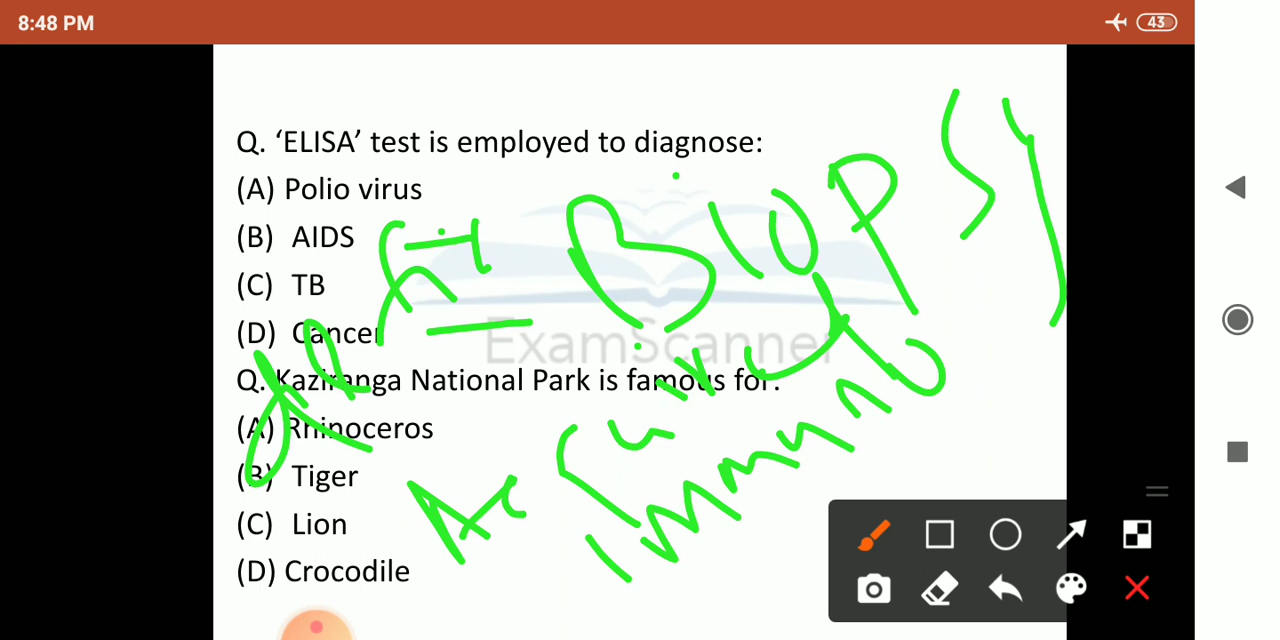 8:48 PM
43
Q. ‘ELISA’ test is employed to diagnose:
(A) Polio virus
(B) AIDS
(C) TB
(D) Cancer
BIOPSY
ExamScanner
Q. Kaziranga National Park is famous for:
(A) Rhinoceros
(B) Tiger
(C) Lion
(D) Crocodile
Immuno